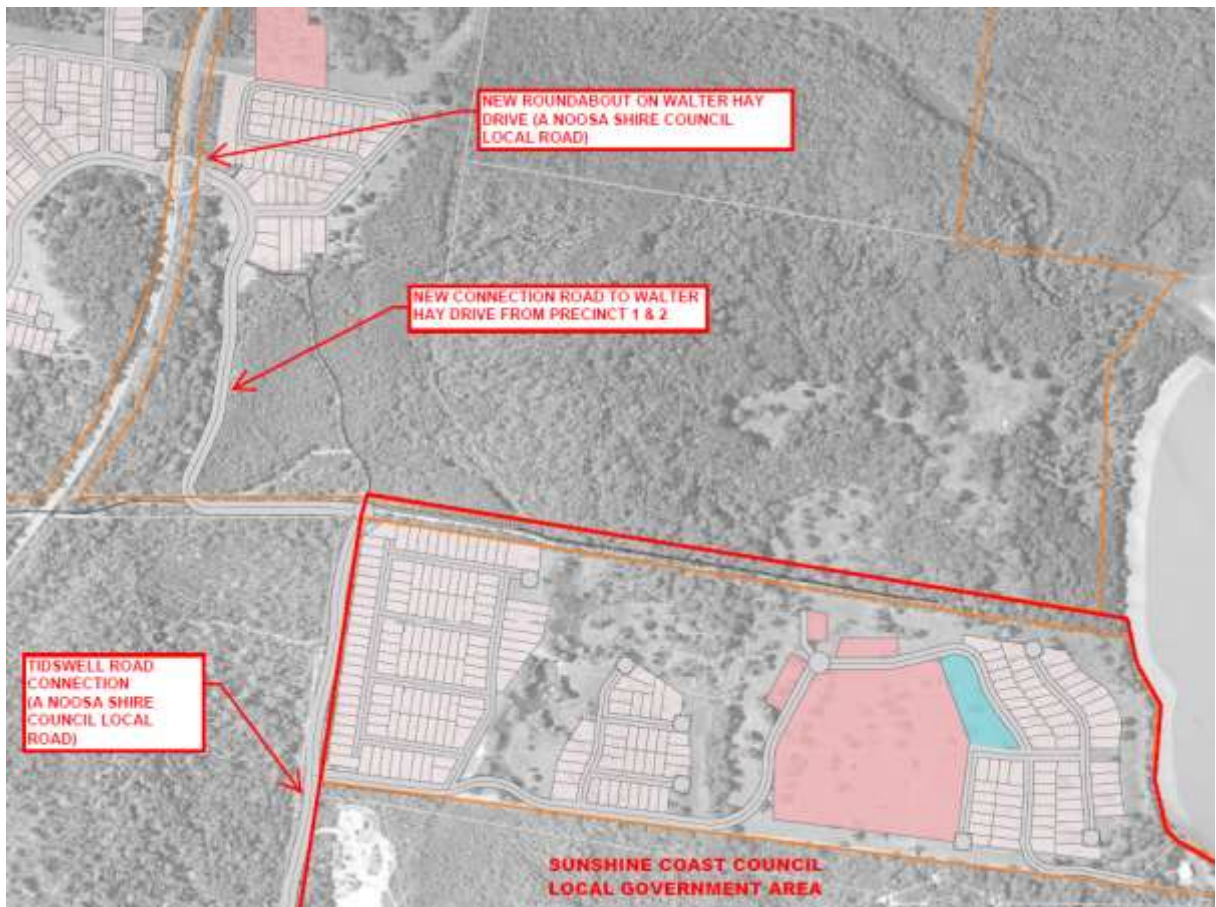 NEW ROUNDABOUT ON WALTER HAY
DRIVE (A NOOSA SHIRE COUNCIL
LOCAL ROAD)
NEW CONNECTION ROAD TO WALTER
HAY DRIVE FROM PRECINCT 1 & 2
TIDSWELL ROAD
CONNECTION
(A NOOSA SHIRE
COUNCIL LOCAL
ROAD)
SUNSHINE COAST COUNCIL
LOCAL GOVERNMENT AREA